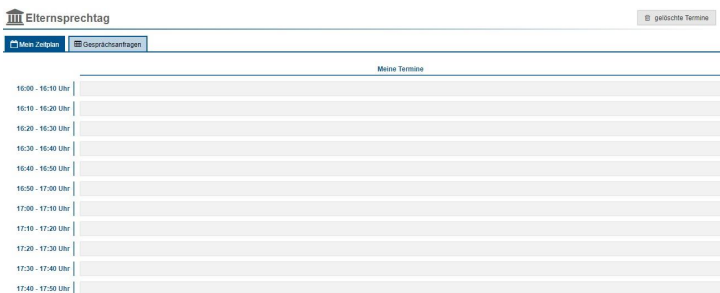 Elternsprechtag
gelöschte Termine
Mein Zeitplan
Gesprächsanfragen
Meine Termine
16:00 - 16:10 Uhr
16:10 - 16:20 Uhr
16:20 - 16:30 Uhr
16:30 - 16:40 Uhr
16:40 - 16:50 Uhr
16:50 - 17:00 Uhr
17:00 - 17:10 Uhr
17:10 - 17:20 Uhr
17:20 - 17:30 Uhr
17:30 - 17:40 Uhr
17:40 - 17:50 Uhr